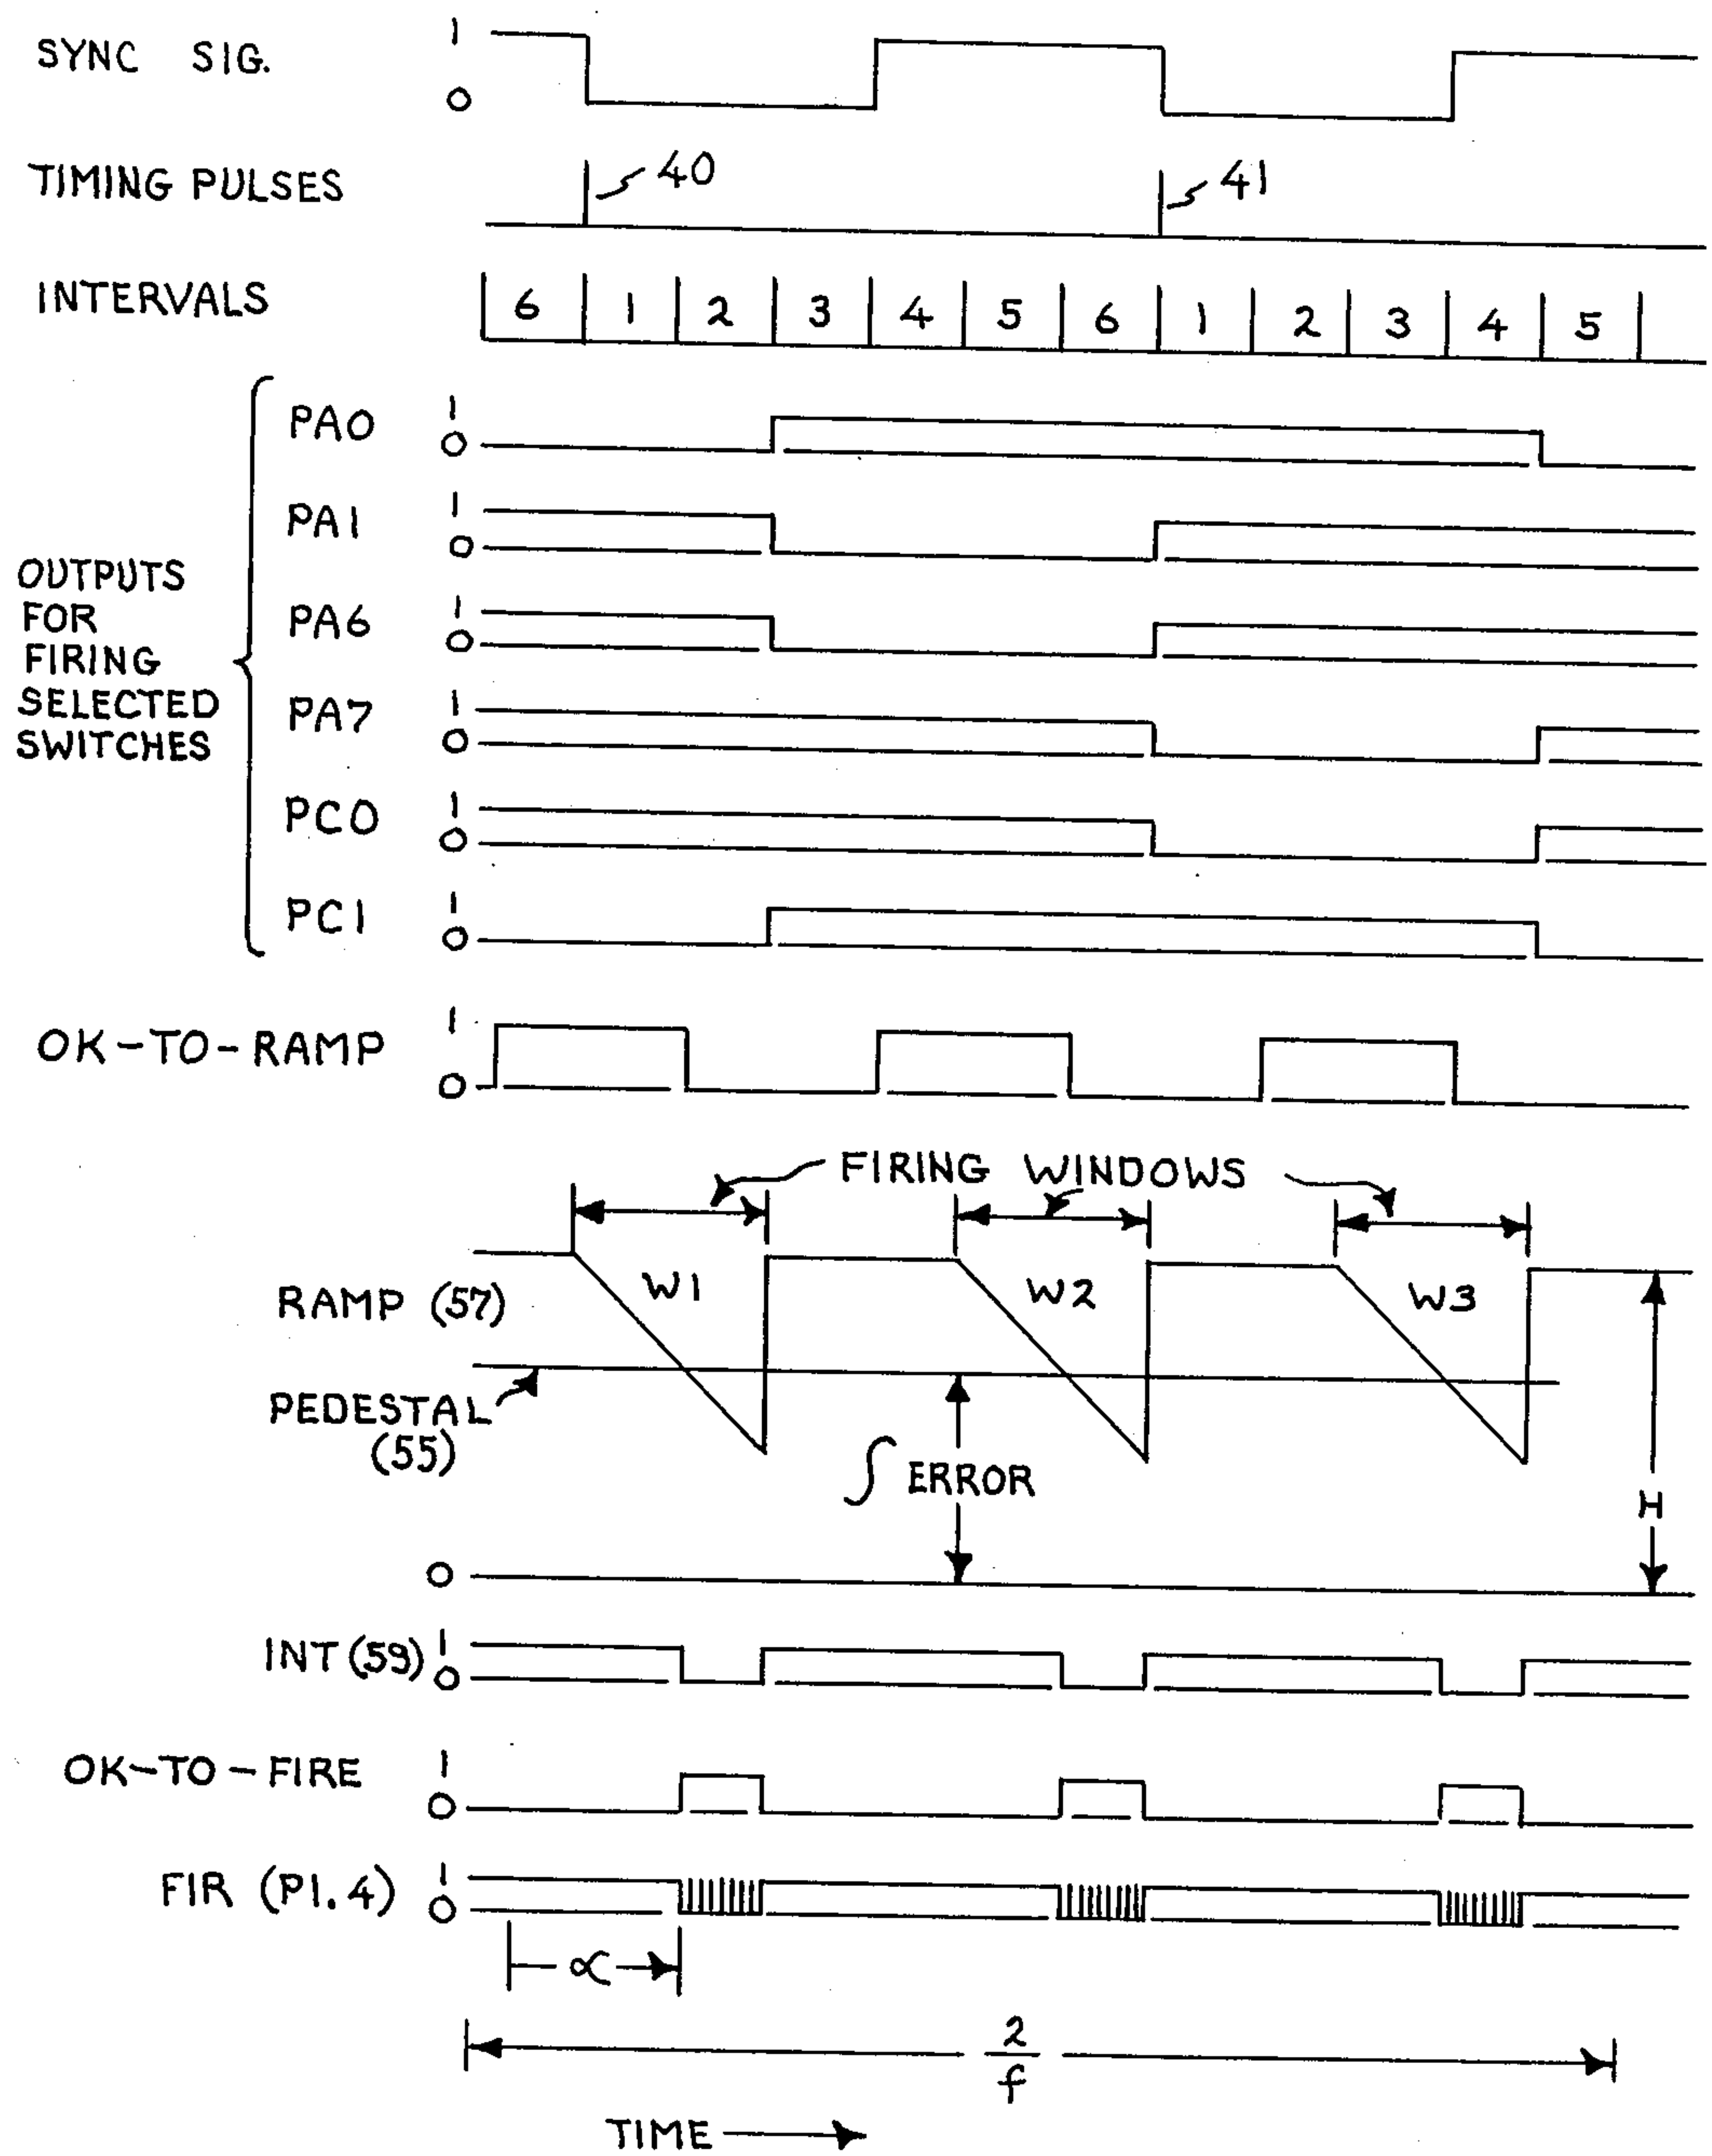 SYNC SIG. 1
0
TIMING PULSES 40 41
INTERVALS 6 1 2 3 4 5 6 1 2 3 4 5
OUTPUTS
FOR
FIRING
SELECTED
SWITCHES
PA0 1
0
PA1 1
0
PA6 1
0
PA7 1
0
PC0 1
0
PC1 1
0
OK-TO-RAMP 1
0
FIRING WINDOWS
RAMP (57) W1 W2 W3
PEDESTAL
(55)
∫ ERROR
H
0
INT (59) 1
0
OK-TO-FIRE 1
0
FIR (P1.4) 1
0
∝
2
f
TIME